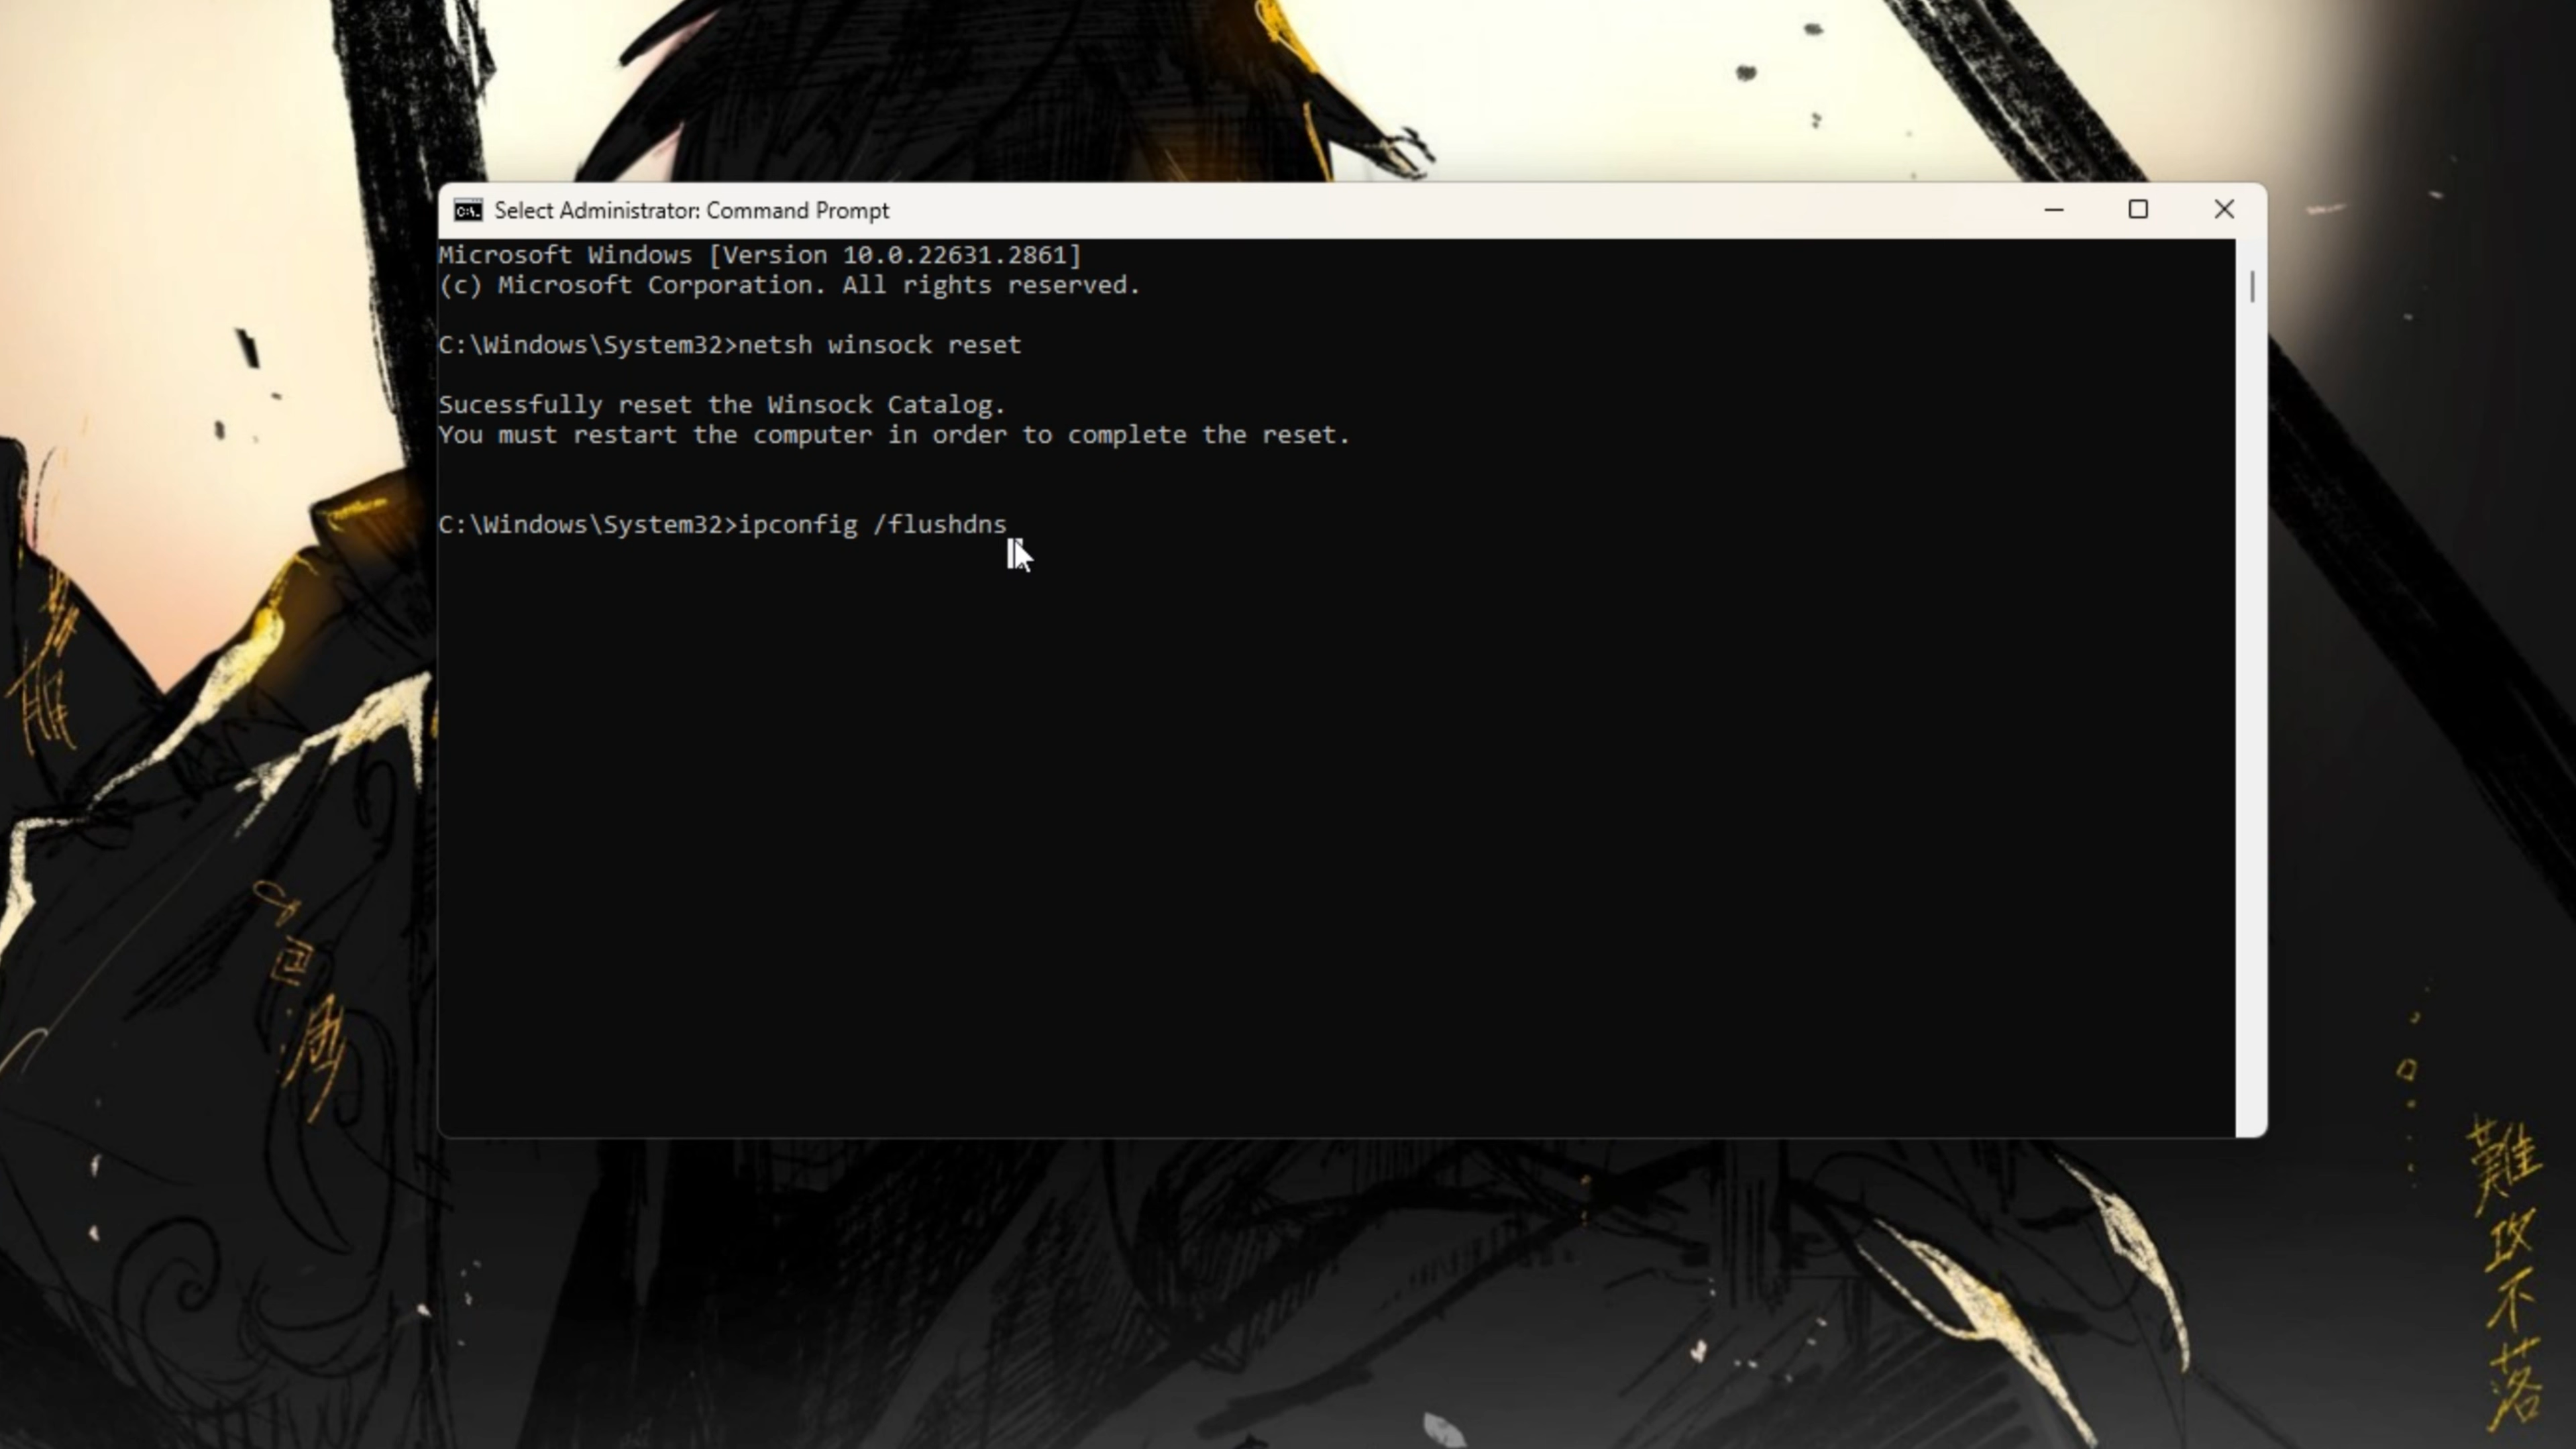 Select Administrator: Command Prompt
Microsoft Windows [Version 10.0.22631.2861]
(c) Microsoft Corporation. All rights reserved.
C:\Windows\System32>netsh winsock reset
Sucessfully reset the Winsock Catalog.
You must restart the computer in order to complete the reset.
C:\Windows\System32>ipconfig /flushdns
難攻不落